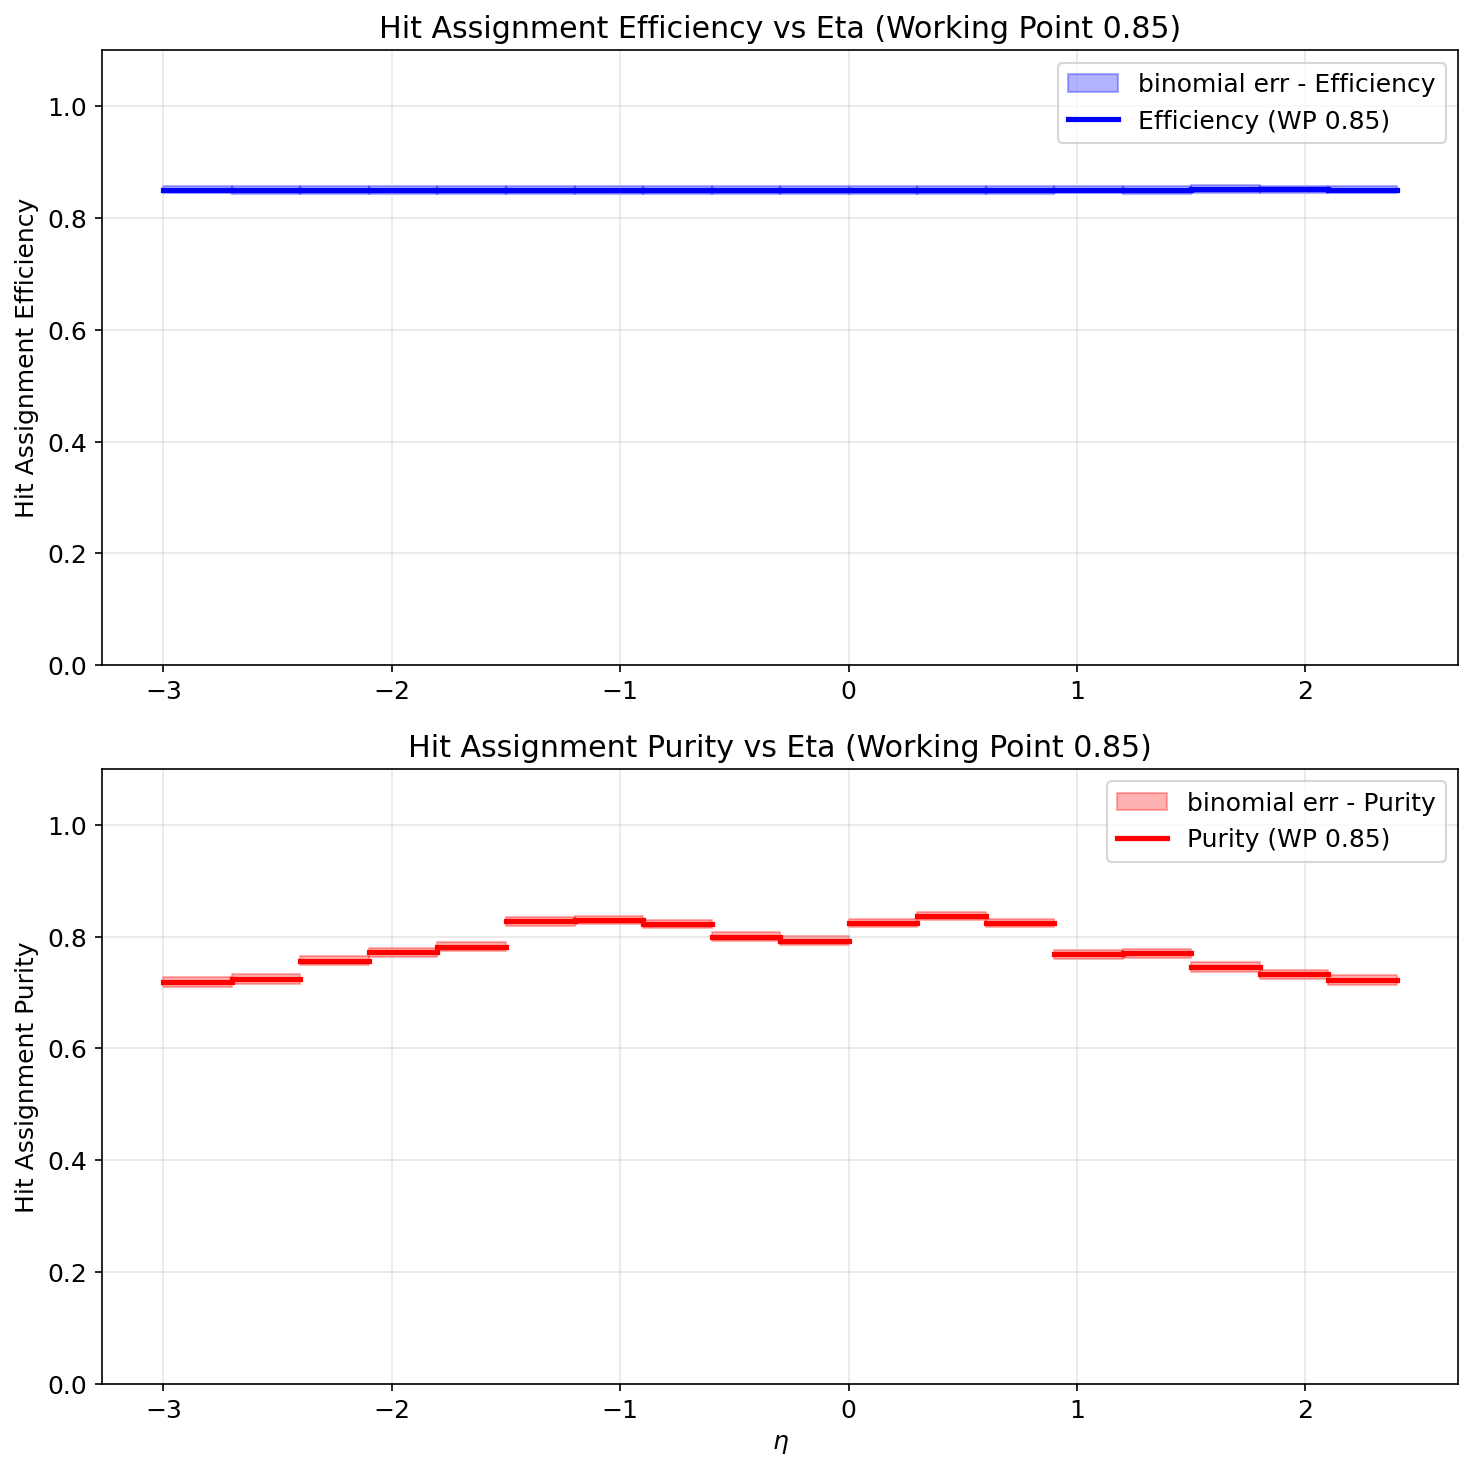 Hit Assignment Efficiency vs Eta (Working Point 0.85)
binomial err - Efficiency
Efficiency (WP 0.85)
Hit Assignment Efficiency
1.0
0.8
0.6
0.4
0.2
0.0
−3 −2 −1 0 1 2
Hit Assignment Purity vs Eta (Working Point 0.85)
binomial err - Purity
Purity (WP 0.85)
Hit Assignment Purity
1.0
0.8
0.6
0.4
0.2
0.0
−3 −2 −1 0 1 2
η